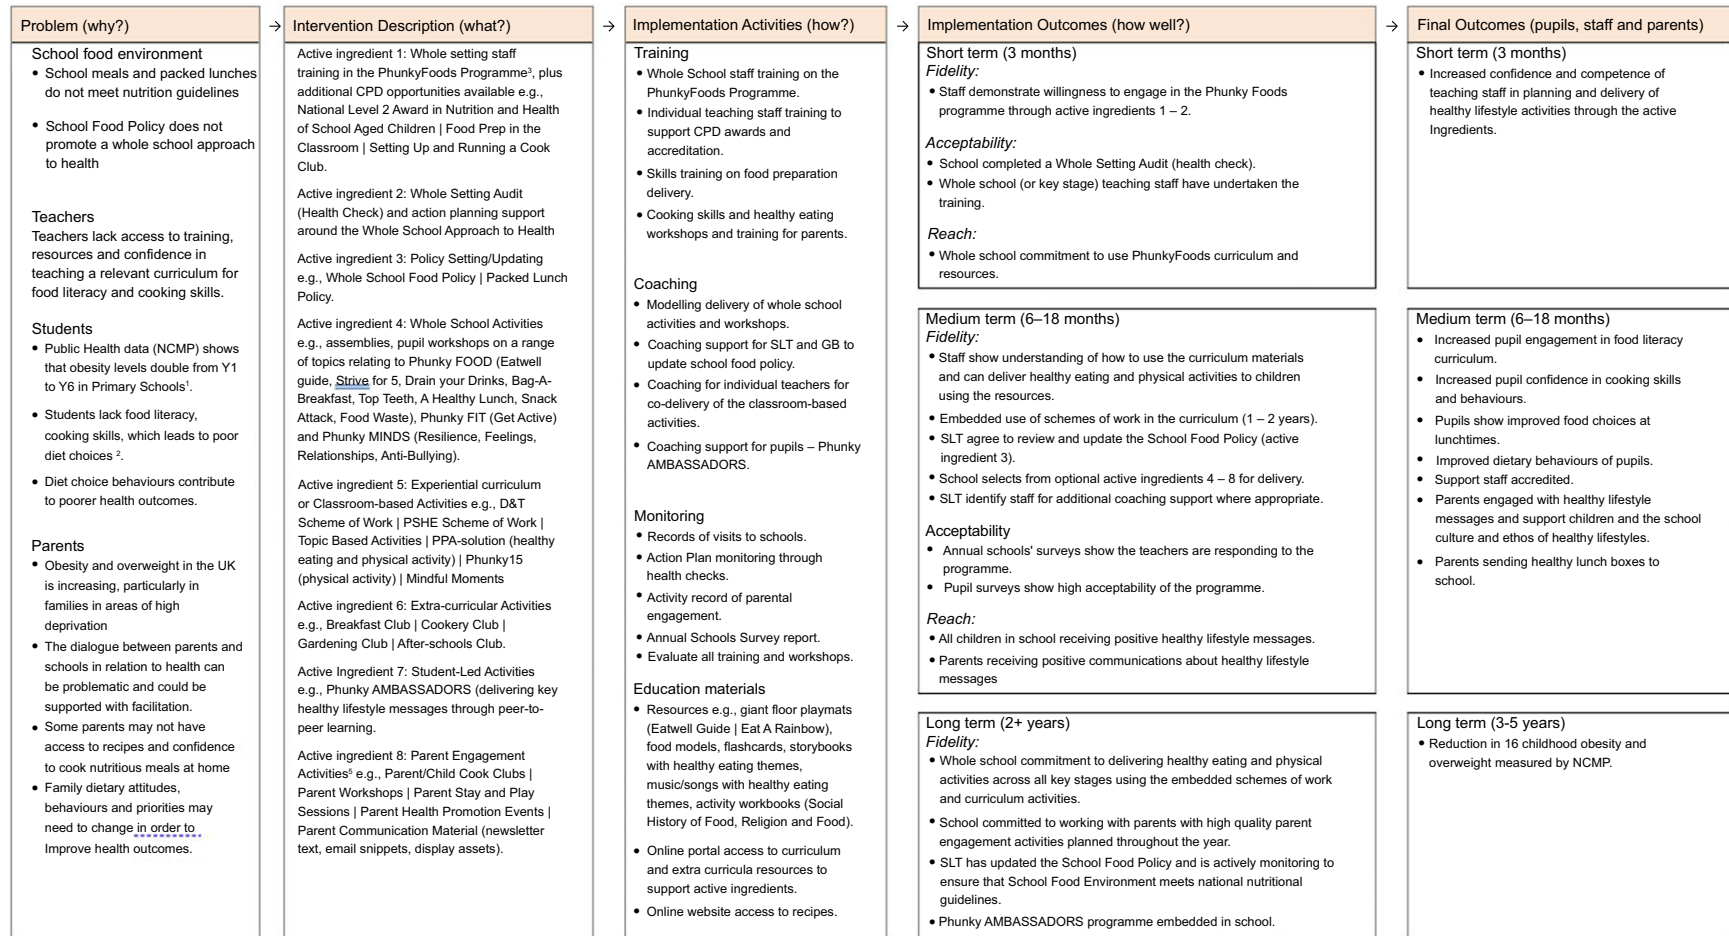 Problem (why?)
School food environment
• School meals and packed lunches
do not meet nutrition guidelines
• School Food Policy does not
promote a whole school approach
to health
Teachers
Teachers lack access to training,
resources and confidence in
teaching a relevant curriculum for
food literacy and cooking skills.
Students
• Public Health data (NCMP) shows
that obesity levels double from Y1
to Y6 in Primary Schools¹.
• Students lack food literacy,
cooking skills, which leads to poor
diet choices ².
• Diet choice behaviours contribute
to poorer health outcomes.
Parents
• Obesity and overweight in the UK
is increasing, particularly in
families in areas of high
deprivation
• The dialogue between parents and
schools in relation to health can
be problematic and could be
supported with facilitation.
• Some parents may not have
access to recipes and confidence
to cook nutritious meals at home
• Family dietary attitudes,
behaviours and priorities may
need to change in order to
Improve health outcomes.
→
Intervention Description (what?)
Active ingredient 1: Whole setting staff
training in the PhunkyFoods Programme³, plus
additional CPD opportunities available e.g.,
National Level 2 Award in Nutrition and Health
of School Aged Children | Food Prep in the
Classroom | Setting Up and Running a Cook
Club.
Active ingredient 2: Whole Setting Audit
(Health Check) and action planning support
around the Whole School Approach to Health
Active ingredient 3: Policy Setting/Updating
e.g., Whole School Food Policy | Packed Lunch
Policy.
Active ingredient 4: Whole School Activities
e.g., assemblies, pupil workshops on a range
of topics relating to Phunky FOOD (Eatwell
guide, Strive for 5, Drain your Drinks, Bag-A-
Breakfast, Top Teeth, A Healthy Lunch, Snack
Attack, Food Waste), Phunky FIT (Get Active)
and Phunky MINDS (Resilience, Feelings,
Relationships, Anti-Bullying).
Active ingredient 5: Experiential curriculum
or Classroom-based Activities e.g., D&T
Scheme of Work | PSHE Scheme of Work |
Topic Based Activities | PPA-solution (healthy
eating and physical activity) | Phunky15
(physical activity) | Mindful Moments
Active ingredient 6: Extra-curricular Activities
e.g., Breakfast Club | Cookery Club |
Gardening Club | After-schools Club.
Active Ingredient 7: Student-Led Activities
e.g., Phunky AMBASSADORS (delivering key
healthy lifestyle messages through peer-to-
peer learning.
Active ingredient 8: Parent Engagement
Activities⁵ e.g., Parent/Child Cook Clubs |
Parent Workshops | Parent Stay and Play
Sessions | Parent Health Promotion Events |
Parent Communication Material (newsletter
text, email snippets, display assets).
→
Implementation Activities (how?)
Training
• Whole School staff training on the
PhunkyFoods Programme.
• Individual teaching staff training to
support CPD awards and
accreditation.
• Skills training on food preparation
delivery.
• Cooking skills and healthy eating
workshops and training for parents.
Coaching
• Modelling delivery of whole school
activities and workshops.
• Coaching support for SLT and GB to
update school food policy.
• Coaching for individual teachers for
co-delivery of the classroom-based
activities.
• Coaching support for pupils – Phunky
AMBASSADORS.
Monitoring
• Records of visits to schools.
• Action Plan monitoring through
health checks.
• Activity record of parental
engagement.
• Annual Schools Survey report.
• Evaluate all training and workshops.
Education materials
• Resources e.g., giant floor playmats
(Eatwell Guide | Eat A Rainbow),
food models, flashcards, storybooks
with healthy eating themes,
music/songs with healthy eating
themes, activity workbooks (Social
History of Food, Religion and Food).
• Online portal access to curriculum
and extra curricula resources to
support active ingredients.
• Online website access to recipes.
→
Implementation Outcomes (how well?)
Short term (3 months)
Fidelity:
• Staff demonstrate willingness to engage in the Phunky Foods
programme through active ingredients 1 – 2.
Acceptability:
• School completed a Whole Setting Audit (health check).
• Whole school (or key stage) teaching staff have undertaken the
training.
Reach:
• Whole school commitment to use PhunkyFoods curriculum and
resources.
Medium term (6–18 months)
Fidelity:
• Staff show understanding of how to use the curriculum materials
and can deliver healthy eating and physical activities to children
using the resources.
• Embedded use of schemes of work in the curriculum (1 – 2 years).
• SLT agree to review and update the School Food Policy (active
ingredient 3).
• School selects from optional active ingredients 4 – 8 for delivery.
• SLT identify staff for additional coaching support where appropriate.
Acceptability
• Annual schools' surveys show the teachers are responding to the
programme.
• Pupil surveys show high acceptability of the programme.
Reach:
• All children in school receiving positive healthy lifestyle messages.
• Parents receiving positive communications about healthy lifestyle
messages
Long term (2+ years)
Fidelity:
• Whole school commitment to delivering healthy eating and physical
activities across all key stages using the embedded schemes of work
and curriculum activities.
• School committed to working with parents with high quality parent
engagement activities planned throughout the year.
• SLT has updated the School Food Policy and is actively monitoring to
ensure that School Food Environment meets national nutritional
guidelines.
• Phunky AMBASSADORS programme embedded in school.
→
Final Outcomes (pupils, staff and parents)
Short term (3 months)
• Increased confidence and competence of
teaching staff in planning and delivery of
healthy lifestyle activities through the active
Ingredients.
Medium term (6–18 months)
• Increased pupil engagement in food literacy
curriculum.
• Increased pupil confidence in cooking skills
and behaviours.
• Pupils show improved food choices at
lunchtimes.
• Improved dietary behaviours of pupils.
• Support staff accredited.
• Parents engaged with healthy lifestyle
messages and support children and the school
culture and ethos of healthy lifestyles.
• Parents sending healthy lunch boxes to
school.
Long term (3-5 years)
• Reduction in 16 childhood obesity and
overweight measured by NCMP.